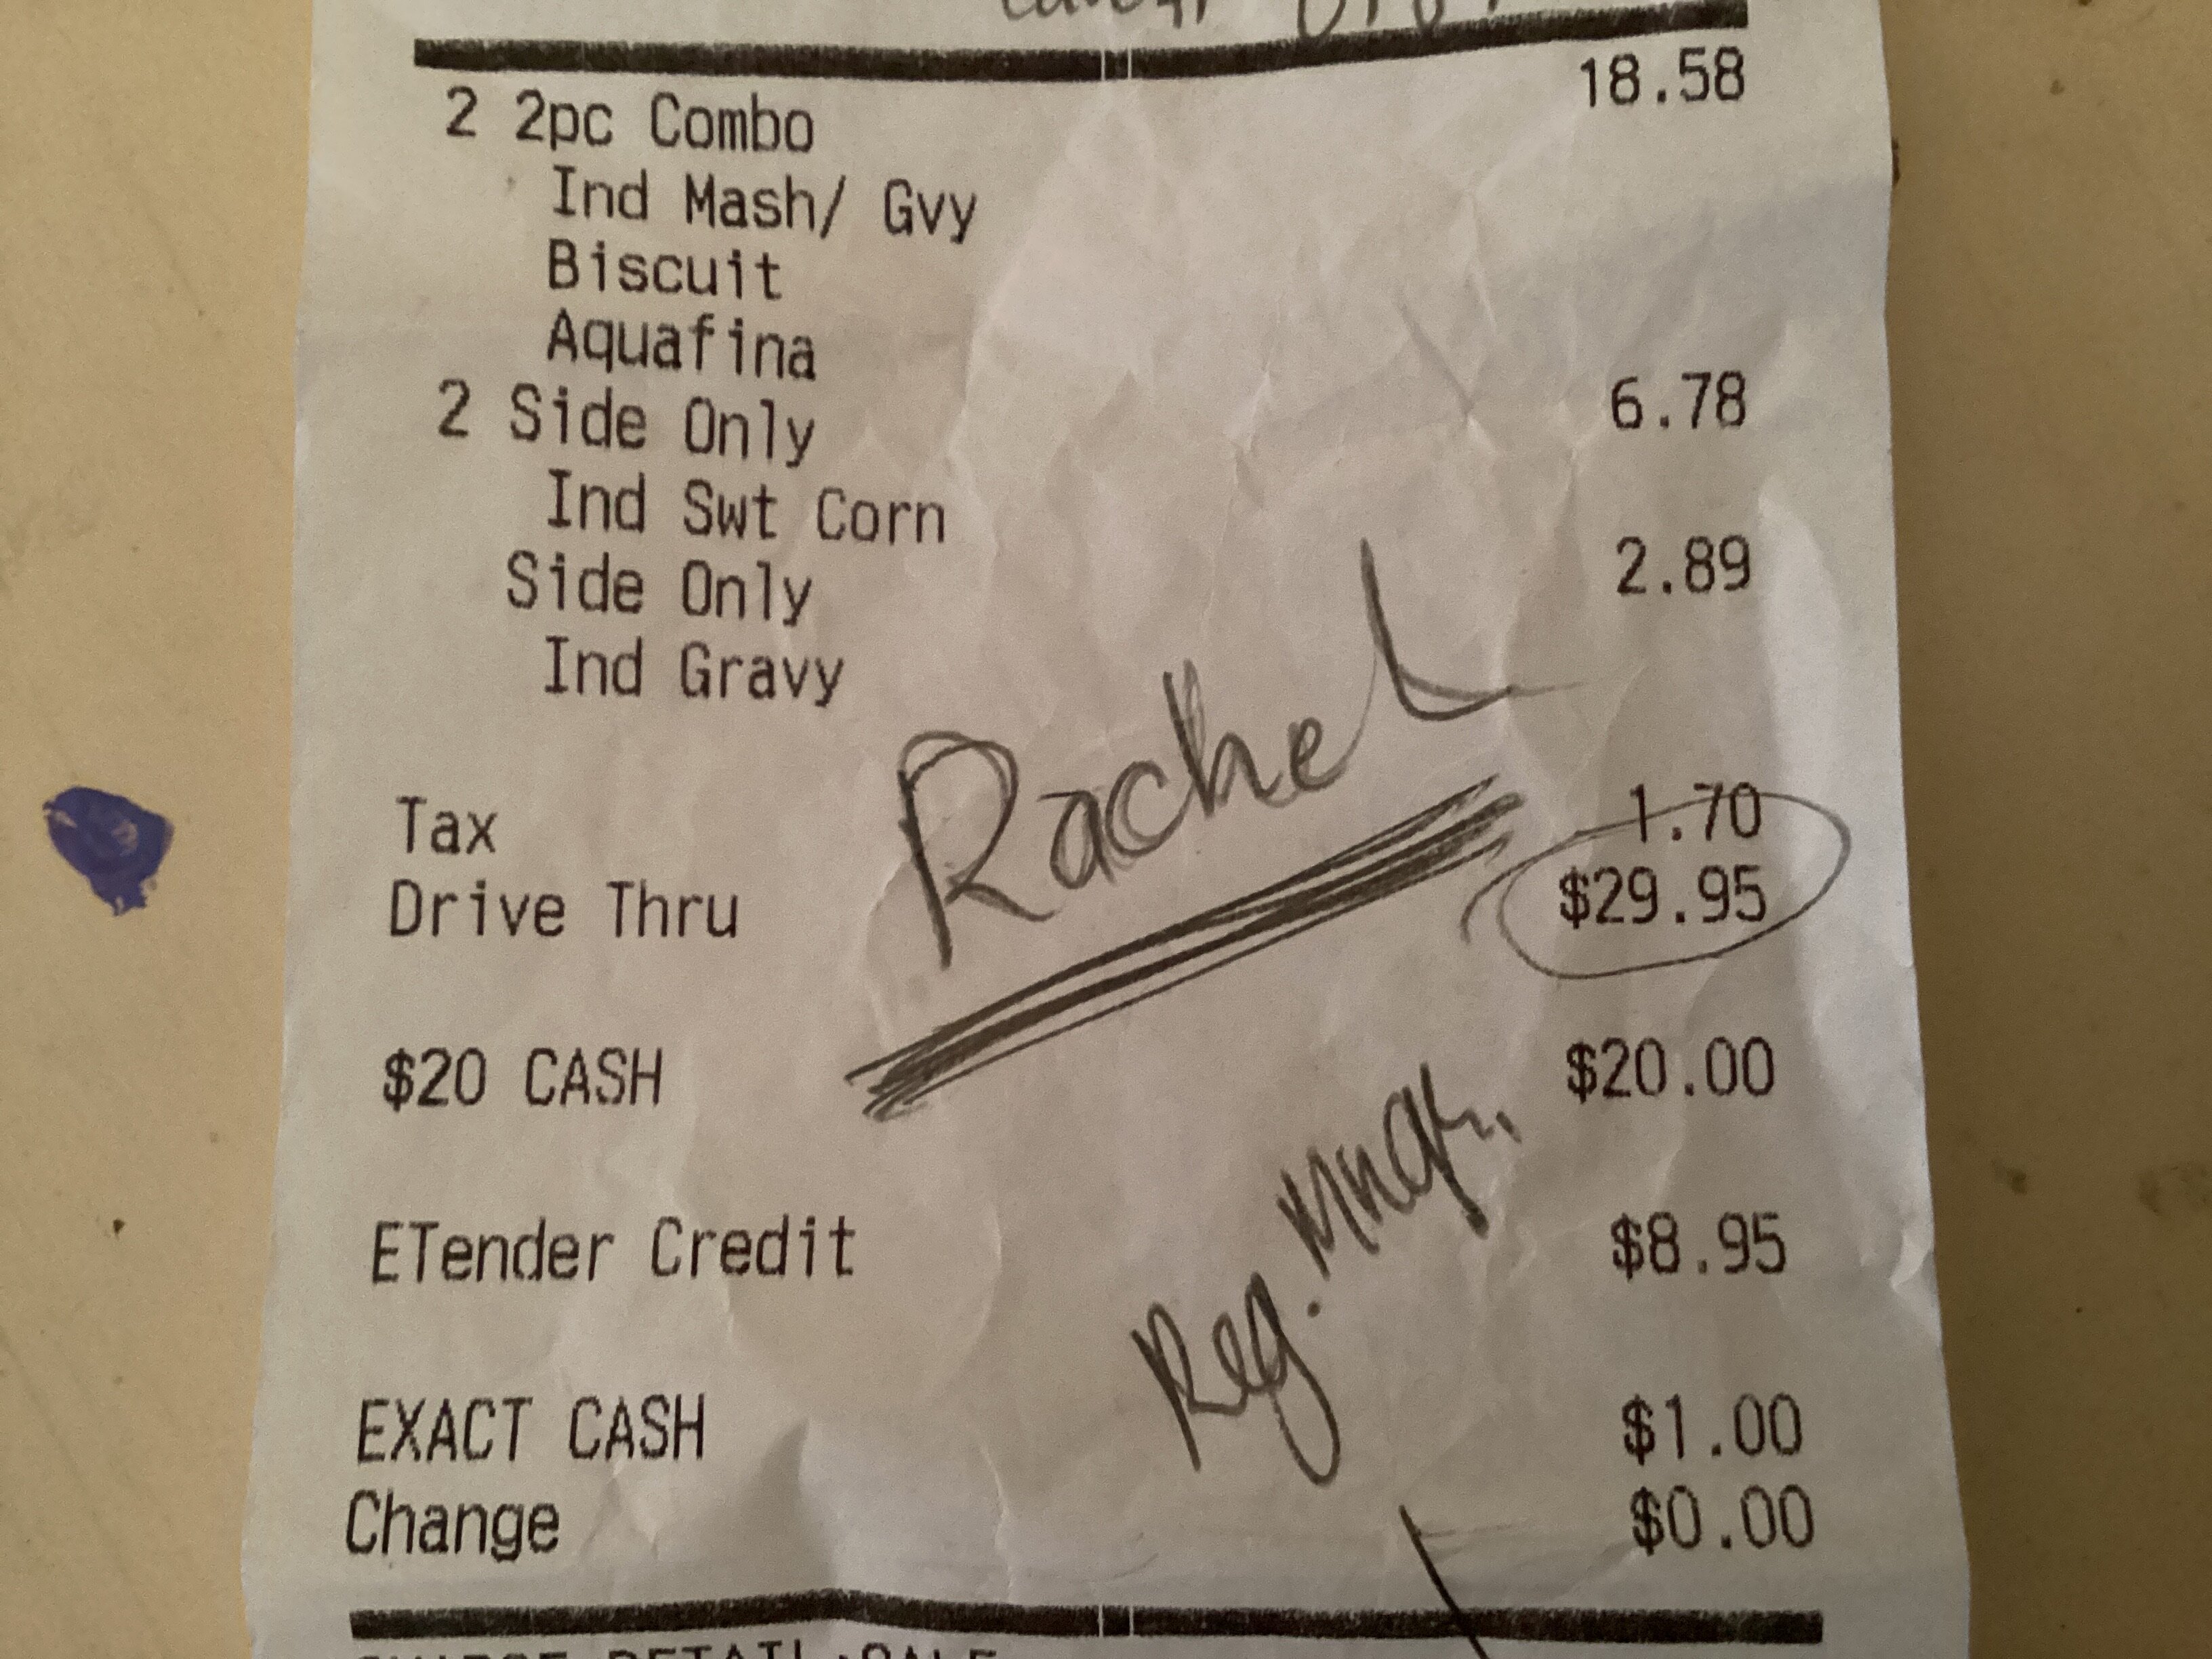 2 2pc Combo 18.58
Ind Mash/ Gvy
Biscuit
Aquafina
2 Side Only 6.78
Ind Swt Corn
Side Only 2.89
Ind Gravy
Rachel
Tax 1.70
Drive Thru $29.95
$20 CASH $20.00
Reg. Mngr.
ETender Credit $8.95
EXACT CASH $1.00
Change $0.00